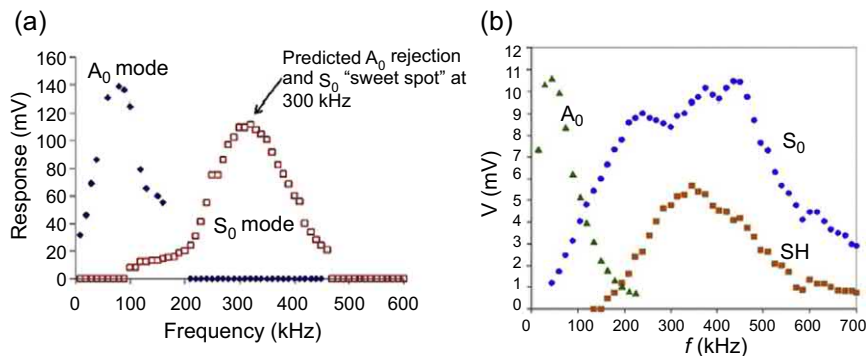 (a)
Response (mV)
160
140
120
100
80
60
40
20
0
0
100
200
300
400
500
600
Frequency (kHz)
A0 mode
Predicted A0 rejection
and S0 “sweet spot” at
300 kHz
S0 mode
(b)
V (mV)
12
11
10
9
8
7
6
5
4
3
2
1
0
0
100
200
300
400
500
600
700
f (kHz)
A0
S0
SH